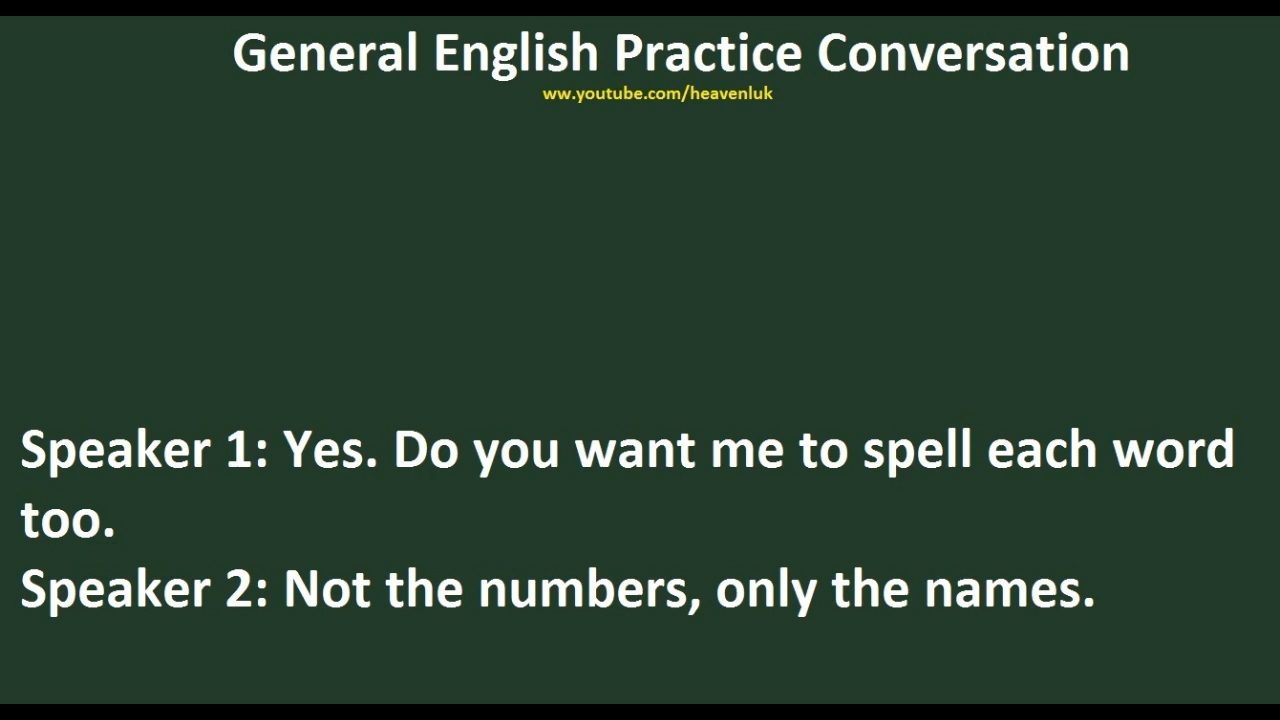 General English Practice Conversation
ww.youtube.com/heavenluk
Speaker 1: Yes. Do you want me to spell each word
too.
Speaker 2: Not the numbers, only the names.